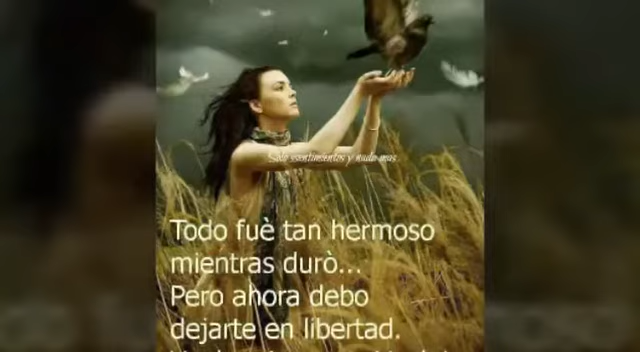 Solo sentimientos y nada mas
Todo fuè tan hermoso
mientras durò...
Pero ahora debo
dejarte en libertad.